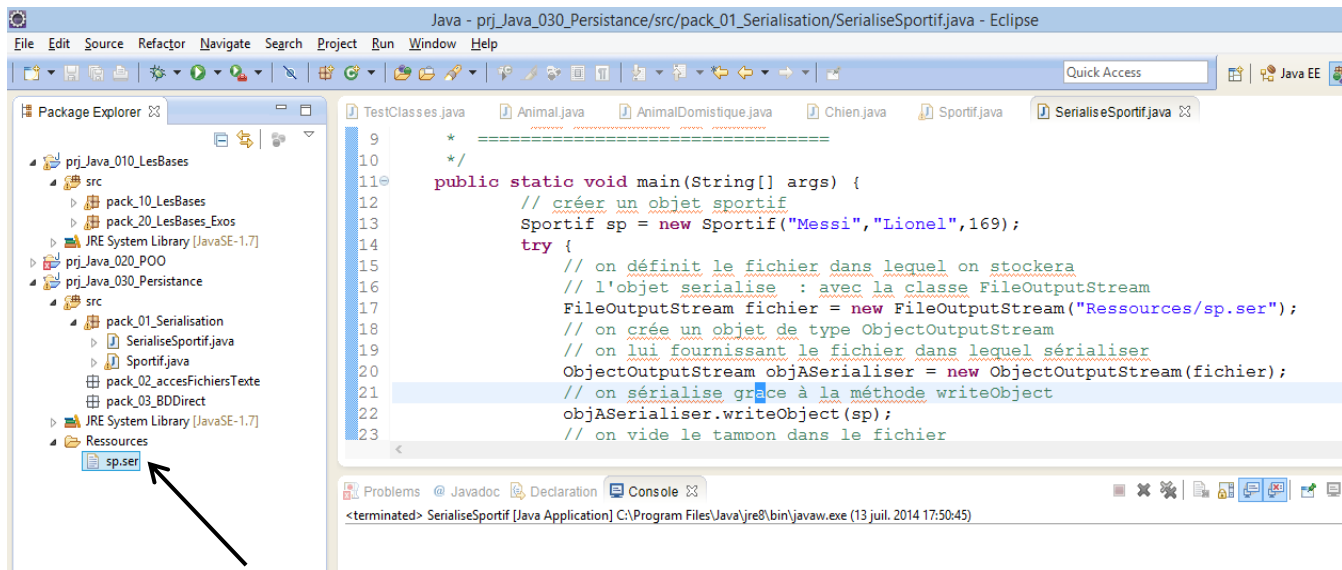 Java - prj_Java_030_Persistance/src/pack_01_Serialisation/SerialiseSportif.java - Eclipse
File Edit Source Refactor Navigate Search Project Run Window Help
Quick Access
Java EE
Package Explorer
prj_Java_010_LesBases
src
pack_10_LesBases
pack_20_LesBases_Exos
JRE System Library [JavaSE-1.7]
prj_Java_020_POO
prj_Java_030_Persistance
src
pack_01_Serialisation
SerialiseSportif.java
Sportif.java
pack_02_accesFichiersTexte
pack_03_BDDirect
JRE System Library [JavaSE-1.7]
Ressources
sp.ser
TestClasses.java Animal.java AnimalDomistique.java Chien.java Sportif.java SerialiseSportif.java
9 * =================================
10 */
11 public static void main(String[] args) {
12 // créer un objet sportif
13 Sportif sp = new Sportif("Messi","Lionel",169);
14 try {
15 // on définit le fichier dans lequel on stockera
16 // l'objet serialise : avec la classe FileOutputStream
17 FileOutputStream fichier = new FileOutputStream("Ressources/sp.ser");
18 // on crée un objet de type ObjectOutputStream
19 // on lui fournissant le fichier dans lequel sérialiser
20 ObjectOutputStream objASerialiser = new ObjectOutputStream(fichier);
21 // on sérialise grace à la méthode writeObject
22 objASerialiser.writeObject(sp);
23 // on vide le tampon dans le fichier
Problems @ Javadoc Declaration Console
<terminated> SerialiseSportif [Java Application] C:\Program Files\Java\jre8\bin\javaw.exe (13 juil. 2014 17:50:45)